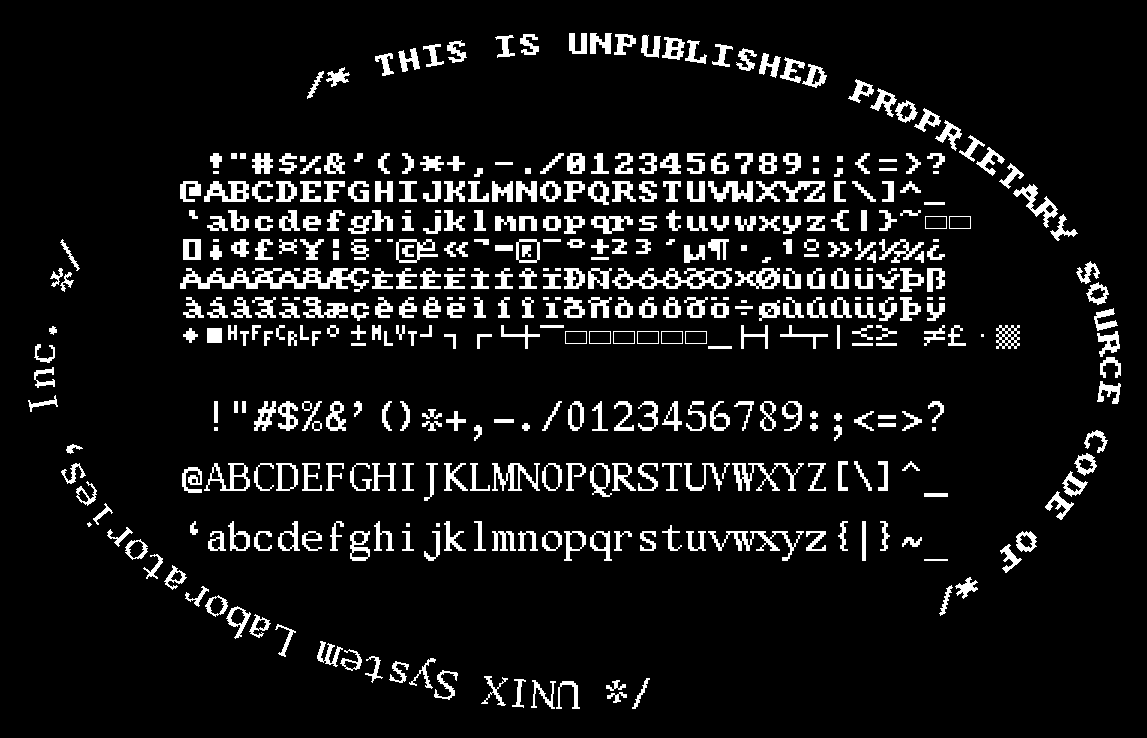 /* THIS IS UNPUBLISHED PROPRIETARY SOURCE CODE OF */
!"#$%&’()*+,-./0123456789:;<=>?
@ABCDEFGHIJKLMNOPQRSTUVWXYZ[\]^_
‘abcdefghijklmnopqrstuvwxyz{|}~
¡¢£¤¥¦§¨©ª«¬-®¯°±²³´µ¶·¸¹º»¼½¾¿
ÀÁÂÃÄÅÆÇÈÉÊËÌÍÎÏÐÑÒÓÔÕÖ×ØÙÚÛÜÝÞß
àáâãäåæçèéêëìíîïðñòóôõö÷øùúûüýþÿ
♦■␉␌␍␊°±␤␋┘┐┌└┼⎺_├┤┴┬│≤≥ ≠£·▒
!"#$%&’()*+,-./0123456789:;<=>?
@ABCDEFGHIJKLMNOPQRSTUVWXYZ[\]^_
‘abcdefghijklmnopqrstuvwxyz{|}~_
/* UNIX System Laboratories, Inc. */